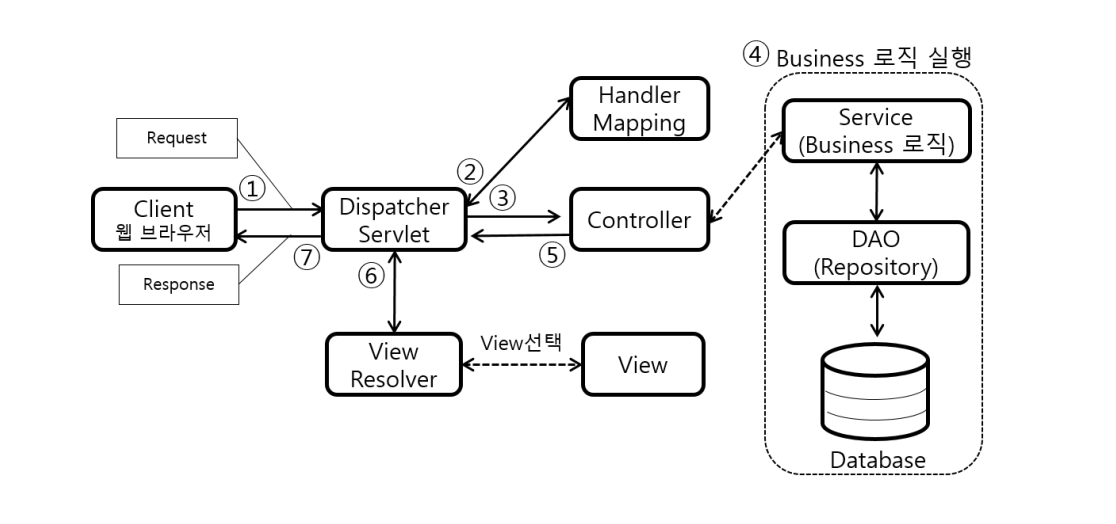 ④ Business 로직 실행
Handler
Mapping
Service
(Business 로직)
Request
①
②
③
Client
웹 브라우저
Dispatcher
Servlet
Controller
DAO
(Repository)
⑦
⑥
⑤
Response
View
Resolver
View선택
View
Database